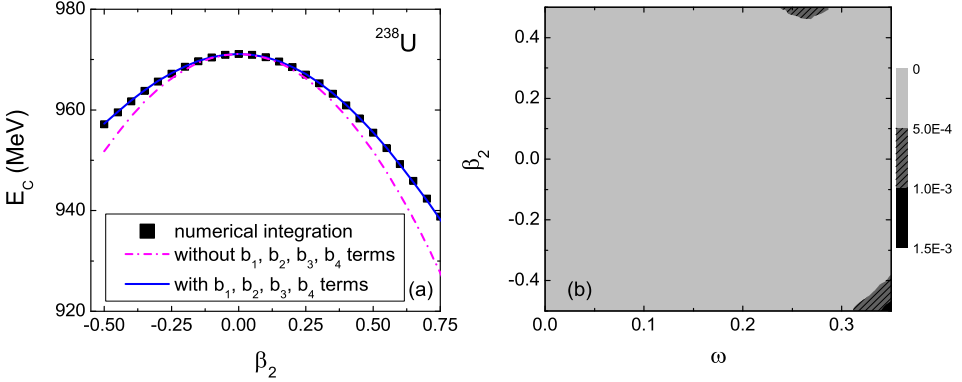 980
960
940
920
E_C (MeV)
^238U
numerical integration
without b_1, b_2, b_3, b_4 terms
with b_1, b_2, b_3, b_4 terms
(a)
-0.50 -0.25 0.00 0.25 0.50 0.75
β_2
0.4
0.2
0.0
-0.2
-0.4
β_2
(b)
0.0 0.1 0.2 0.3
ω
0
5.0E-4
1.0E-3
1.5E-3